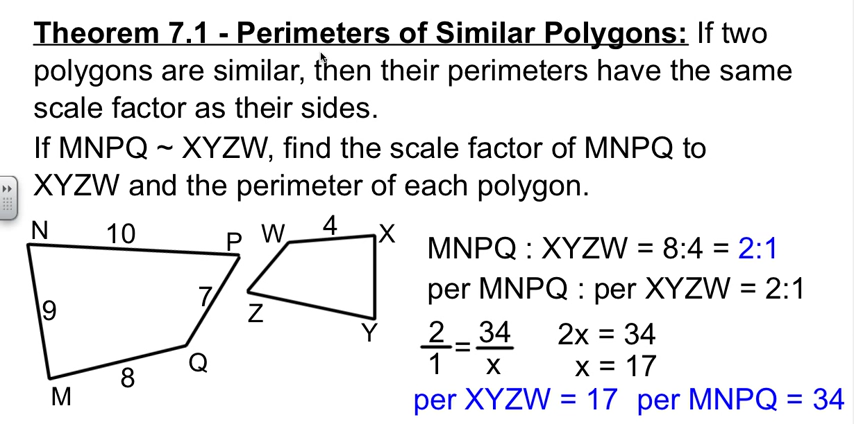 Theorem 7.1 - Perimeters of Similar Polygons: If two
polygons are similar, then their perimeters have the same
scale factor as their sides.
If MNPQ ~ XYZW, find the scale factor of MNPQ to
XYZW and the perimeter of each polygon.
N 10 P
9 7
M 8 Q
W 4 X
Z Y
MNPQ : XYZW = 8:4 = 2:1
per MNPQ : per XYZW = 2:1
2/1 = 34/x 2x = 34
x = 17
per XYZW = 17 per MNPQ = 34